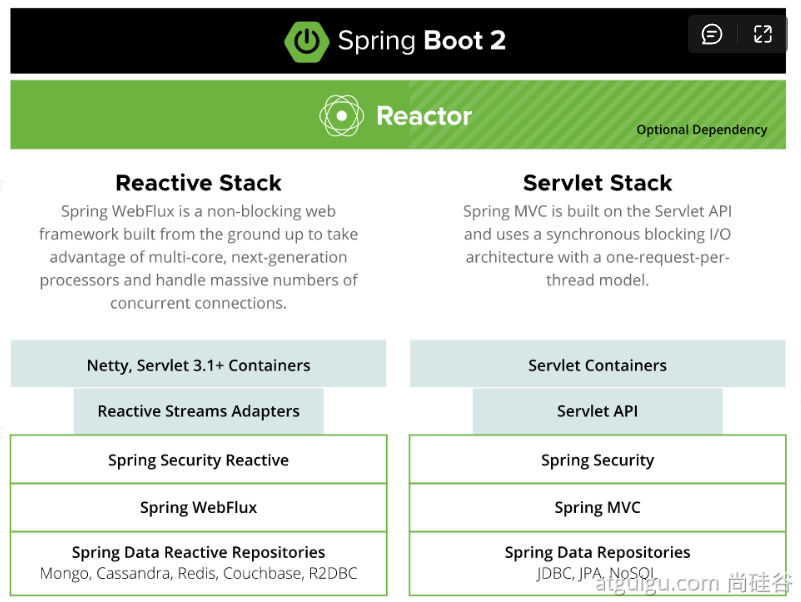 Spring Boot 2
Reactor
Optional Dependency
Reactive Stack
Spring WebFlux is a non-blocking web
framework built from the ground up to take
advantage of multi-core, next-generation
processors and handle massive numbers of
concurrent connections.
Servlet Stack
Spring MVC is built on the Servlet API
and uses a synchronous blocking I/O
architecture with a one-request-per-
thread model.
Netty, Servlet 3.1+ Containers
Reactive Streams Adapters
Spring Security Reactive
Spring WebFlux
Spring Data Reactive Repositories
Mongo, Cassandra, Redis, Couchbase, R2DBC
Servlet Containers
Servlet API
Spring Security
Spring MVC
Spring Data Repositories
JDBC, JPA, NoSQL
atguigu.com 尚硅谷